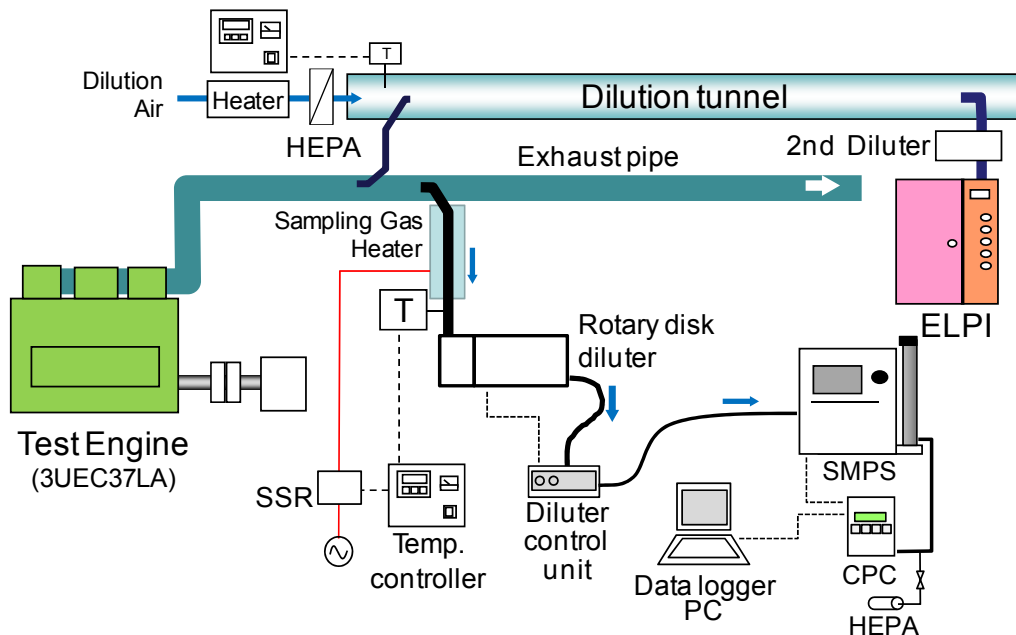 T
Dilution
Air
Heater
HEPA
Dilution tunnel
2nd Diluter
Exhaust pipe
Sampling Gas
Heater
T
ELPI
Rotary disk
diluter
Test Engine
(3UEC37LA)
SSR
Temp.
controller
Diluter
control
unit
Data logger
PC
SMPS
CPC
HEPA